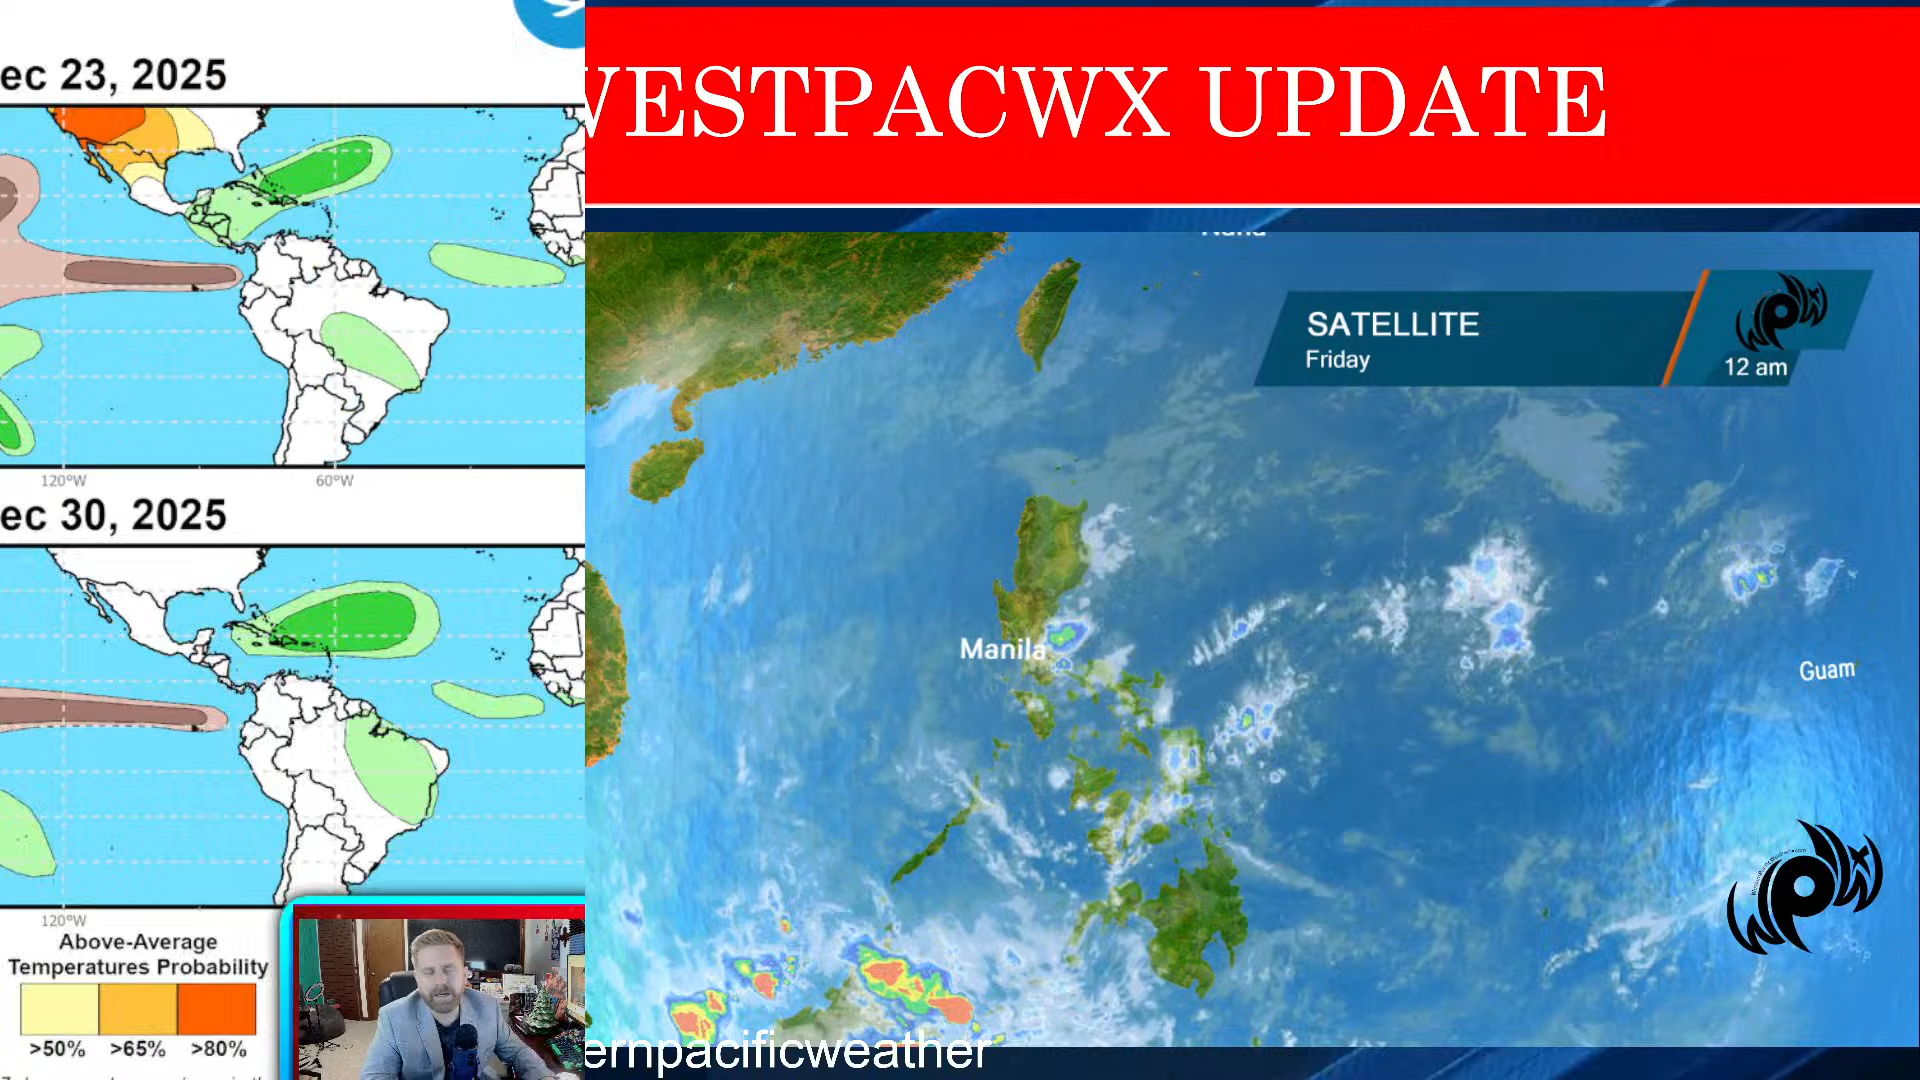 ec 23, 2025
120°W
60°W
ec 30, 2025
120°W
Above-Average
Temperatures Probability
>50%
>65%
>80%
WESTPACWX UPDATE
SATELLITE
Friday
12 am
Manila
Guam
ernpacificweather